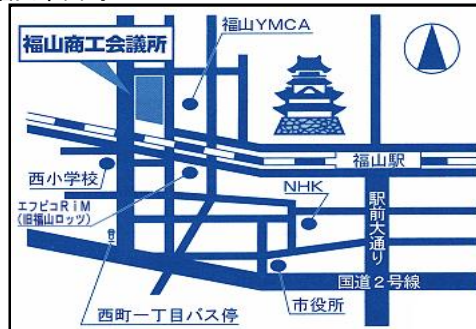 福山商工会議所
福山YMCA
福山駅
西小学校
エフピコRiM
(旧福山ロッツ)
NHK
駅前大通り
国道2号線
市役所
西町一丁目バス停